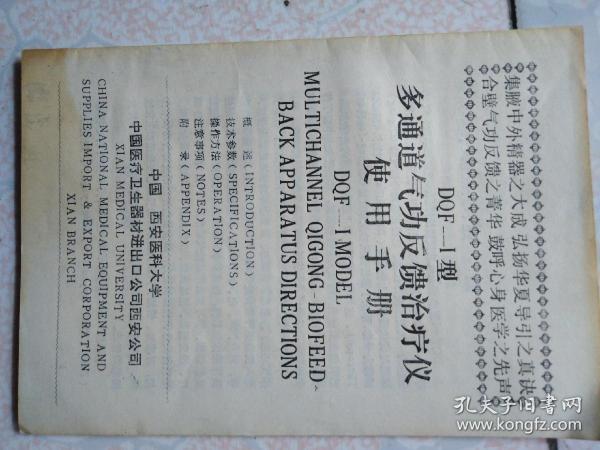 集腋中外精器之大成 弘扬华夏导引之真诀
合壁气功反馈之菁华 鼓呼心身医学之先声
DQF—I型
多通道气功反馈治疗仪
使用手册
DQF—I MODEL
MULTICHANNEL QIGONG-BIOFEED-
BACK APPARATUS DIRECTIONS
概 述(INTRODUCTION)
技术参数(SPECIFICATIONS)
操作方法(OPERATION)
注意事项(NOTES)
附 录(APPENDIX)
中国 西安医科大学
XIAN MEDICAL UNIVERSITY
中国医疗卫生器材进出口公司西安公司
CHINA NATIONAL MEDICAL EQUIPMENT AND
SUPPLIES IMPORT & EXPORT CORPORATION
XIAN BRANCH
孔夫子旧书网
www.kongfz.com